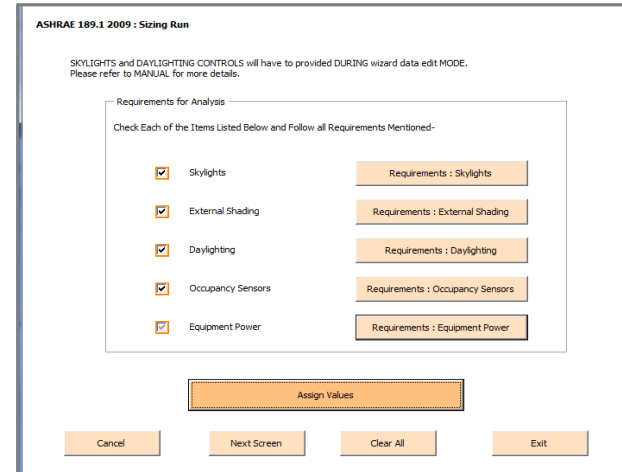 ASHRAE 189.1 2009 : Sizing Run
SKYLIGHTS and DAYLIGHTING CONTROLS will have to provided DURING wizard data edit MODE.
Please refer to MANUAL for more details.
Requirements for Analysis
Check Each of the Items Listed Below and Follow all Requirements Mentioned-
Skylights Requirements : Skylights
External Shading Requirements : External Shading
Daylighting Requirements : Daylighting
Occupancy Sensors Requirements : Occupancy Sensors
Equipment Power Requirements : Equipment Power
Assign Values
Cancel Next Screen Clear All Exit